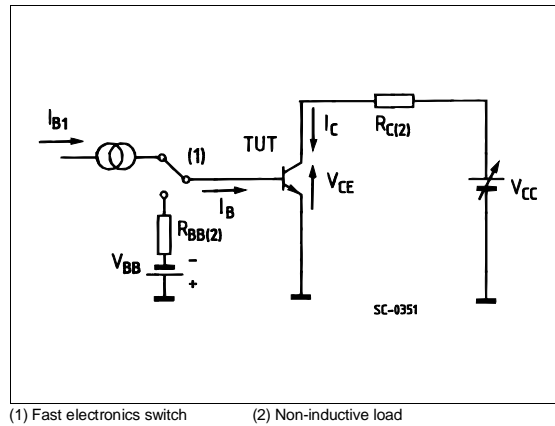 I_B1
(1)
TUT
I_C
R_C(2)
V_CE
V_CC
I_B
R_BB(2)
V_BB
-
+
SC-0351
(1) Fast electronics switch (2) Non-inductive load